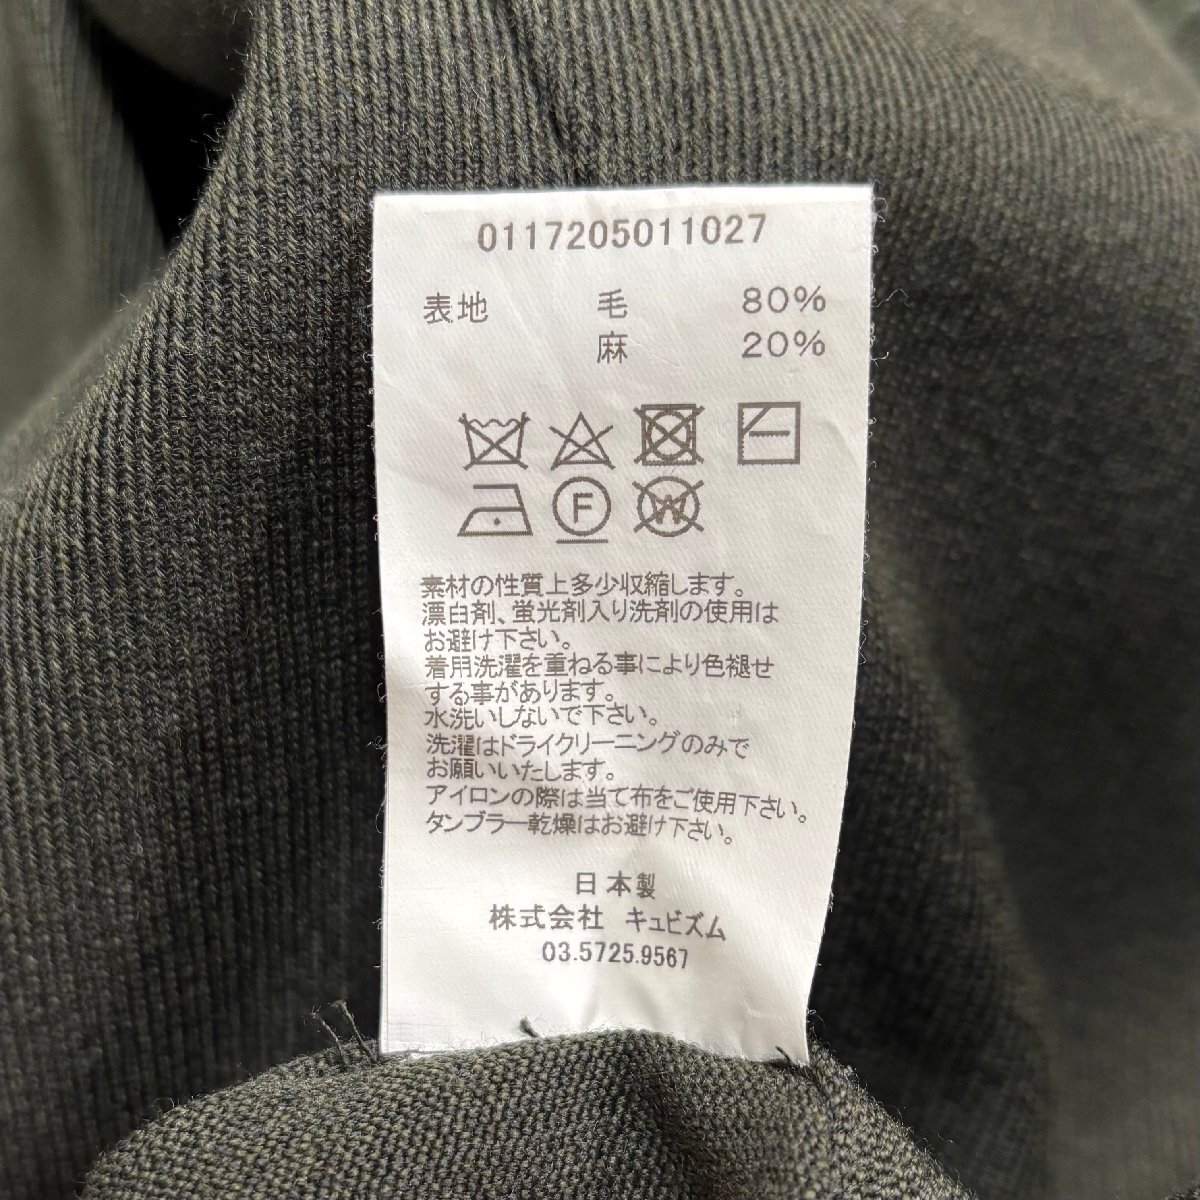 0117205011027
表地 毛 80%
麻 20%
F
W
素材の性質上多少収縮します。
漂白剤、蛍光剤入り洗剤の使用は
お避け下さい。
着用洗濯を重ねる事により色褪せ
する事があります。
水洗いしないで下さい。
洗濯はドライクリーニングのみで
お願いいたします。
アイロンの際は当て布をご使用下さい。
タンブラー乾燥はお避け下さい。
日本製
株式会社 キュビズム
03.5725.9567